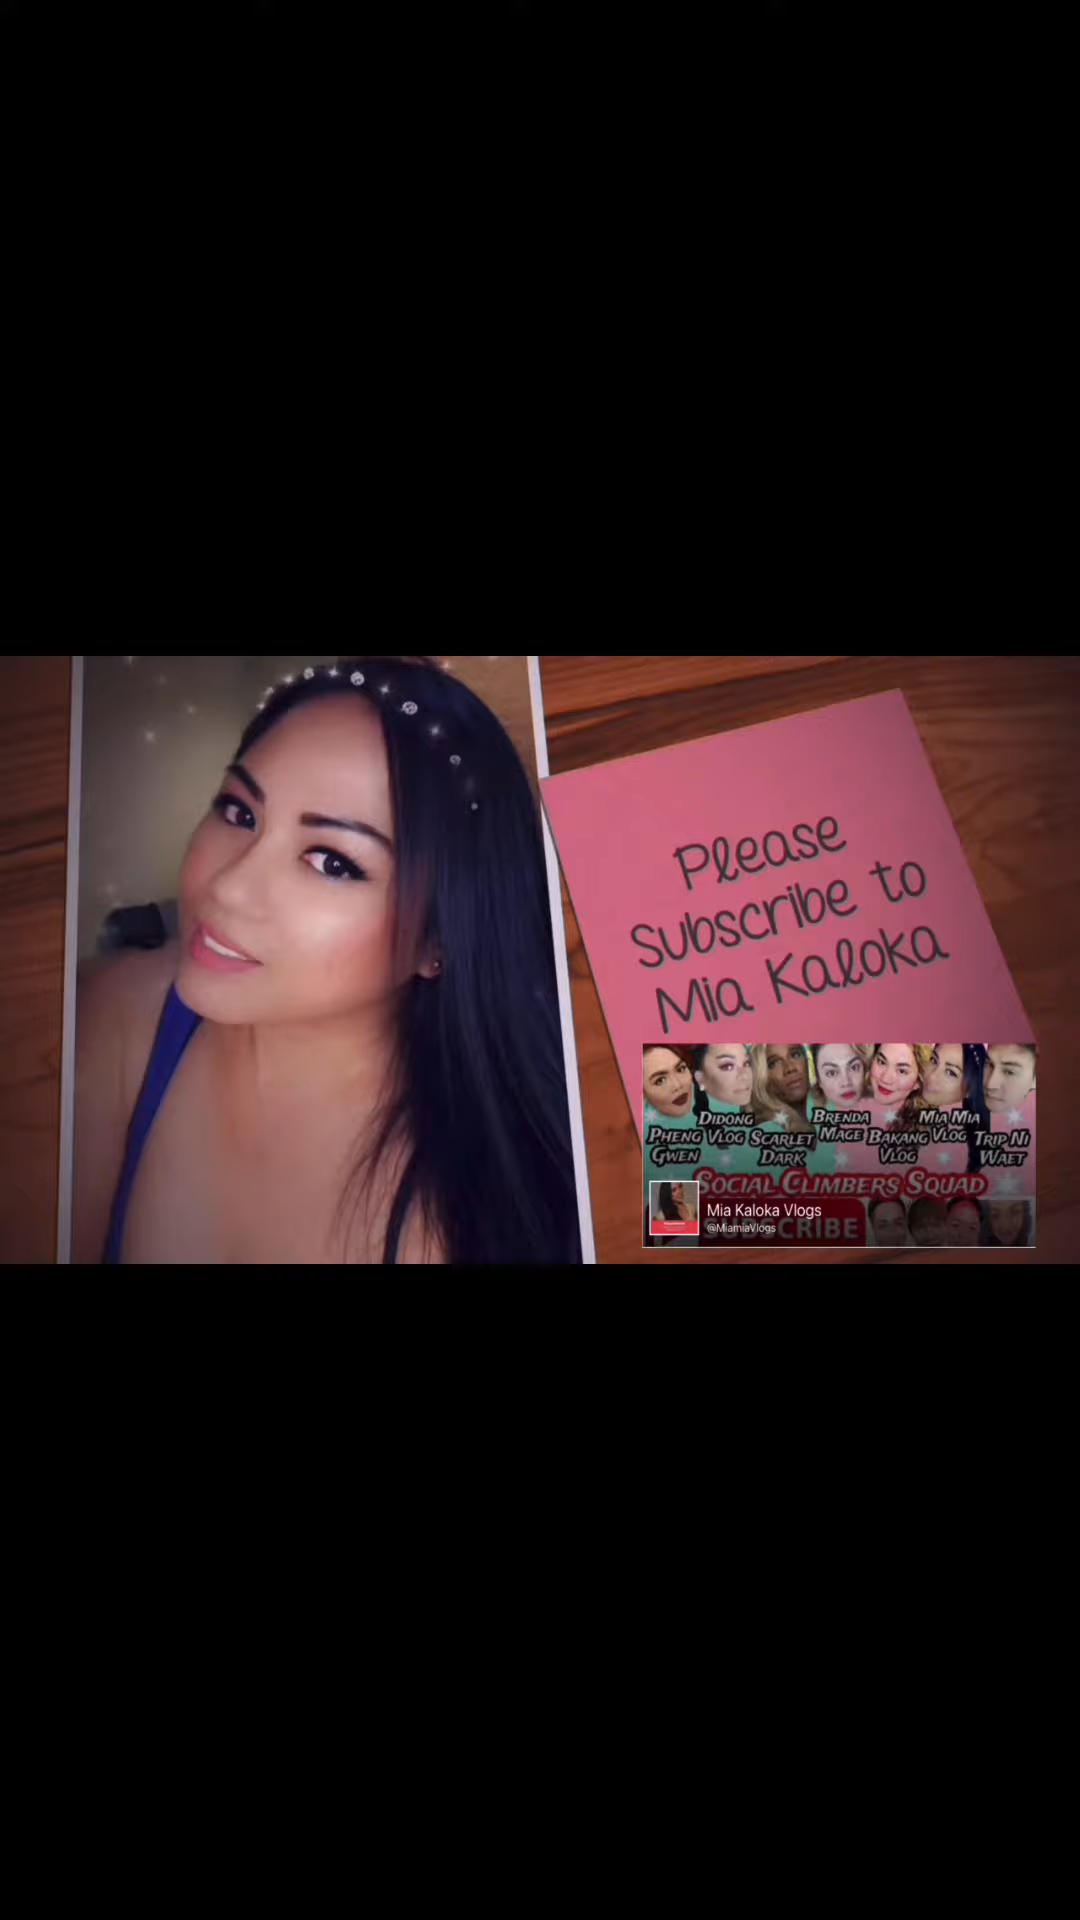 Please
subscribe to
Mia Kaloka
DIDONG
VLOG
PHENG
GWEN
SCARLET
DARK
BRENDA
MAGE
BAKANG
VLOG
MIA MIA
VLOG
TRIP NI
WAET
SOCIAL CLIMBERS SQUAD
Mia Kaloka Vlogs
@MiamiaVlogs
SUBSCRIBE